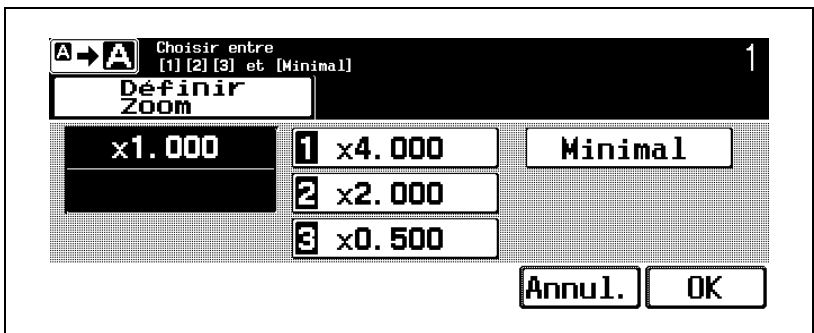 A→A Choisir entre
[1] [2] [3] et [Minimal]
1
Définir
Zoom
x1.000
1 x4.000
Minimal
2 x2.000
3 x0.500
Annul.
OK